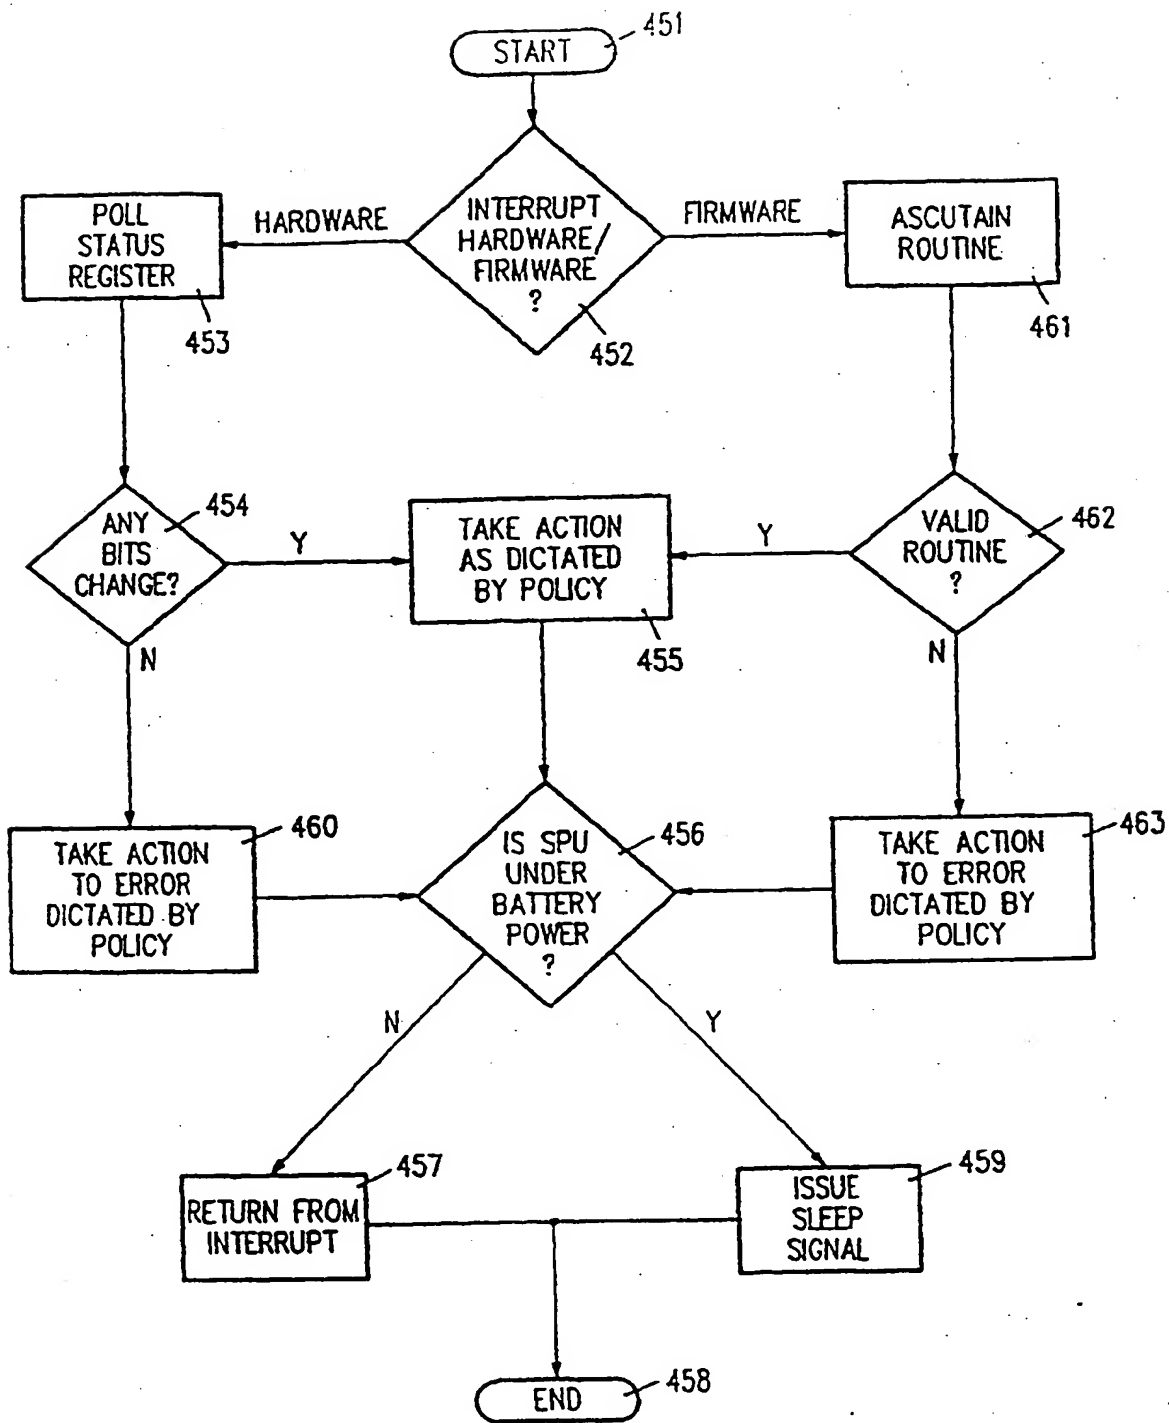 START
451
INTERRUPT
HARDWARE/
FIRMWARE
?
452
HARDWARE
FIRMWARE
POLL
STATUS
REGISTER
453
ASCUTAIN
ROUTINE
461
ANY
BITS
CHANGE?
454
Y
N
TAKE ACTION
AS DICTATED
BY POLICY
455
VALID
ROUTINE
?
462
Y
N
TAKE ACTION
TO ERROR
DICTATED BY
POLICY
460
IS SPU
UNDER
BATTERY
POWER
?
456
TAKE ACTION
TO ERROR
DICTATED BY
POLICY
463
N
Y
RETURN FROM
INTERRUPT
457
ISSUE
SLEEP
SIGNAL
459
END
458